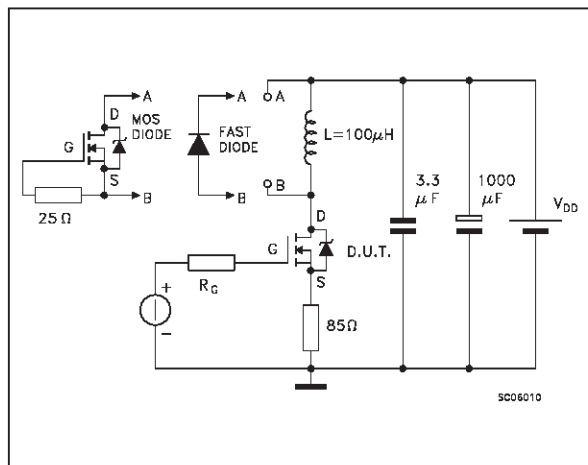 A
D MOS
DIODE
G
S
B
25Ω
A
FAST
DIODE
B
A
L=100μH
B
D
G
D.U.T.
S
RG
+
-
85Ω
3.3
μF
1000
μF
VDD
SC06010